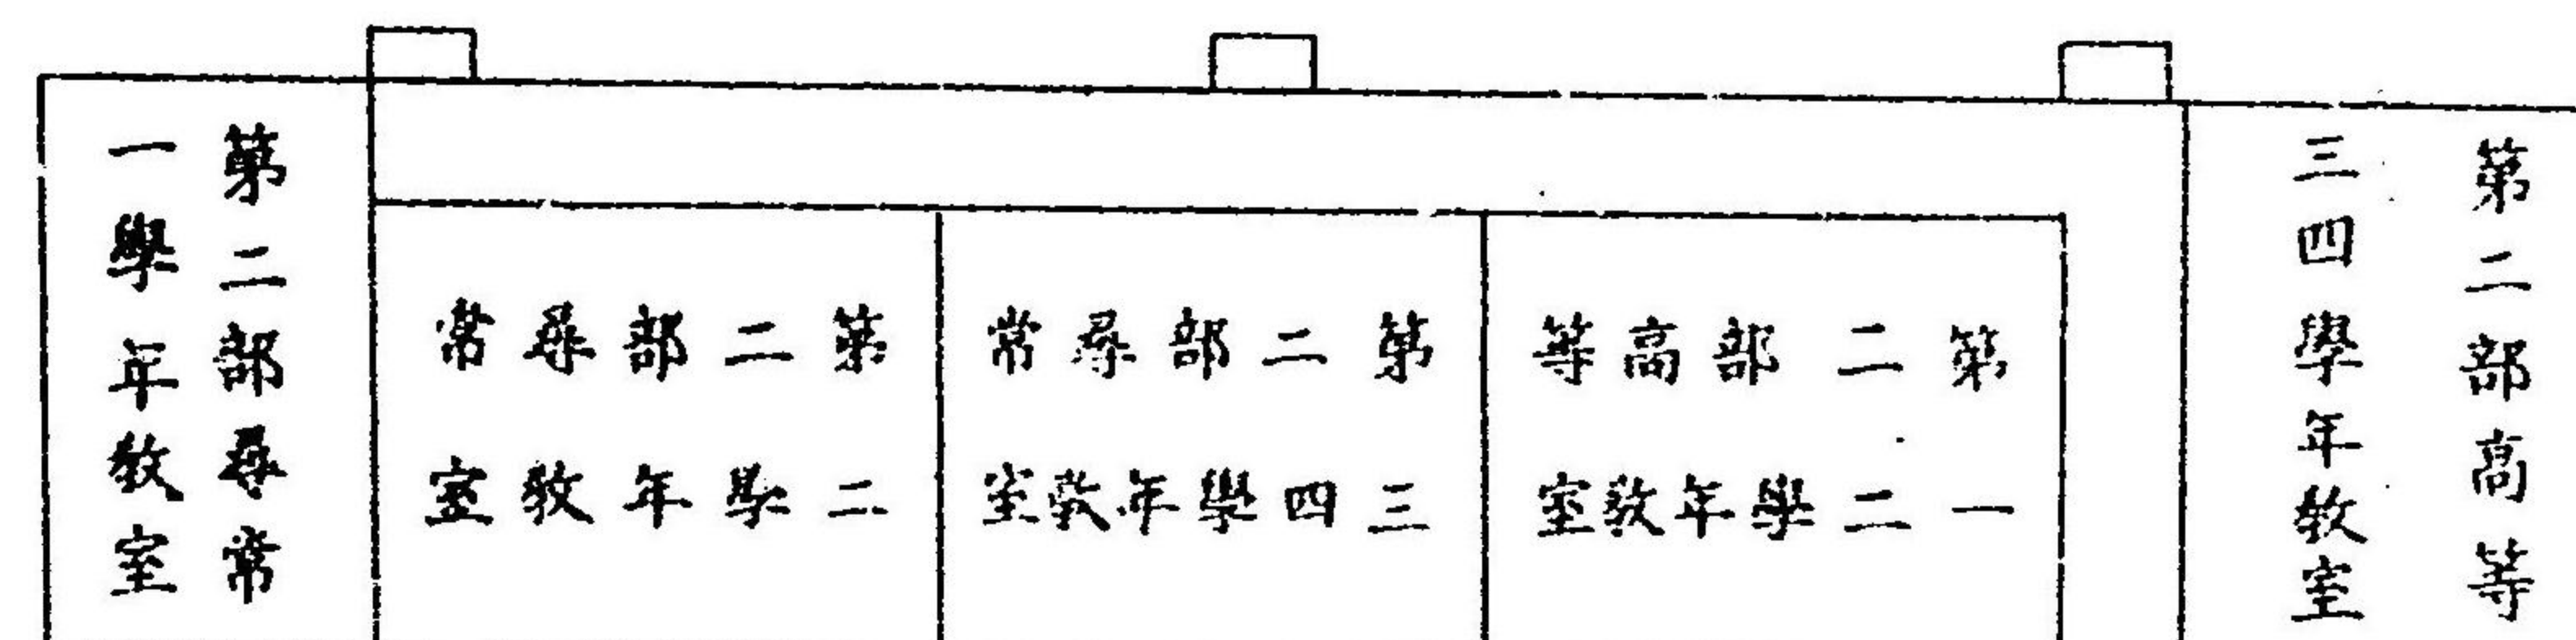 第二部高等
三四學年教室
第二部高等
一二學年教室
第二部尋常
三四學年教室
第二部尋常
二學年教室
第二部尋常
一學年教室